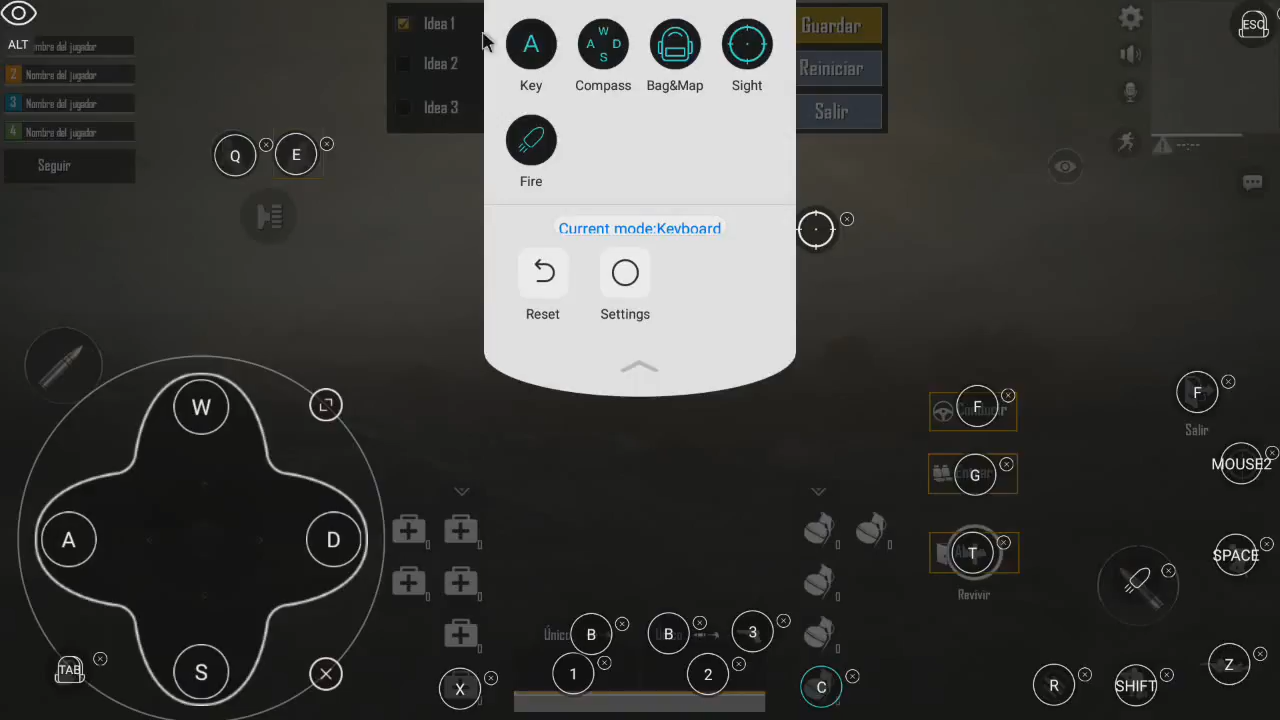 Idea 1
Idea 2
Idea 3
A
W
A D
S
Key
Compass
Bag&Map
Sight
Fire
Current mode:Keyboard
Reset
Settings
Guardar
Reiniciar
Salir
ESC
ALT
mbre del jugador
2 Nombre del jugador
3 Nombre del jugador
4 Nombre del jugador
Seguir
Q
E
W
A
D
S
TAB
X
Único
B
B
3
1
2
C
F
G
T
Revivir
F
Salir
MOUSE2
SPACE
R
SHIFT
Z